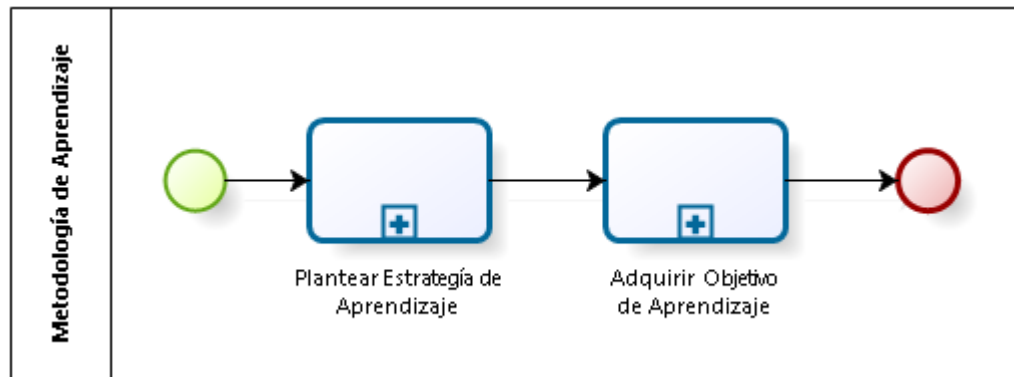 Metodología de Aprendizaje
Plantear Estrategía de
Aprendizaje
Adquirir Objetivo
de Aprendizaje